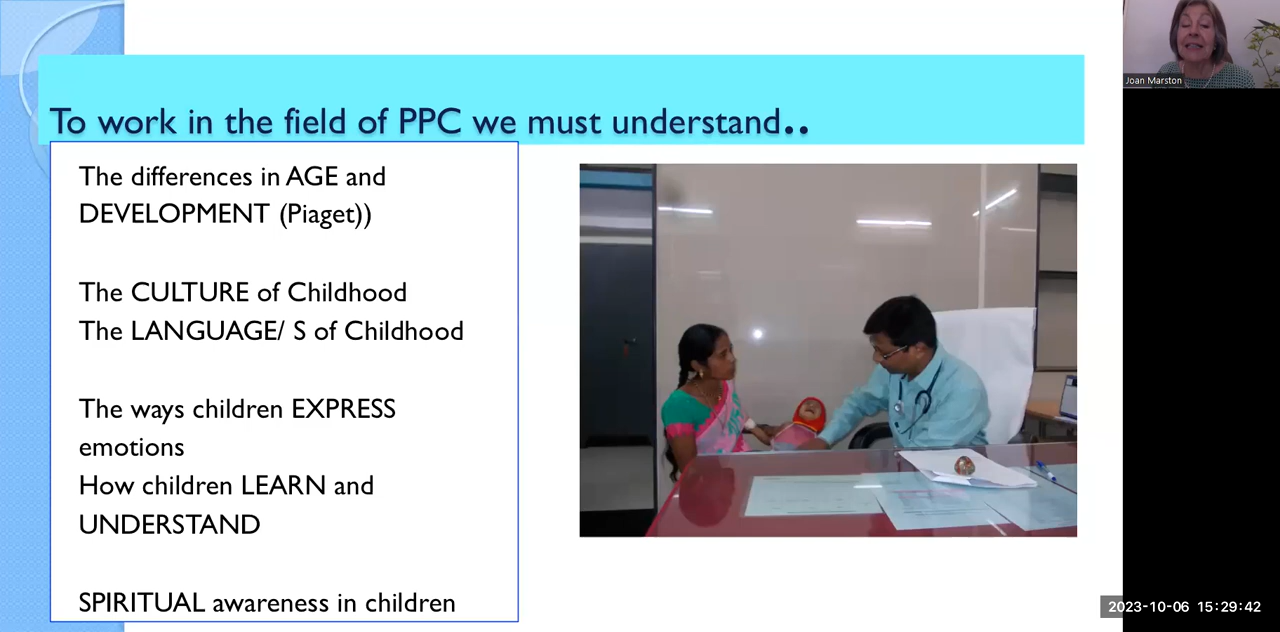 To work in the field of PPC we must understand..
The differences in AGE and
DEVELOPMENT (Piaget))
The CULTURE of Childhood
The LANGUAGE/ S of Childhood
The ways children EXPRESS
emotions
How children LEARN and
UNDERSTAND
SPIRITUAL awareness in children
Joan Marston
2023-10-06 15:29:42